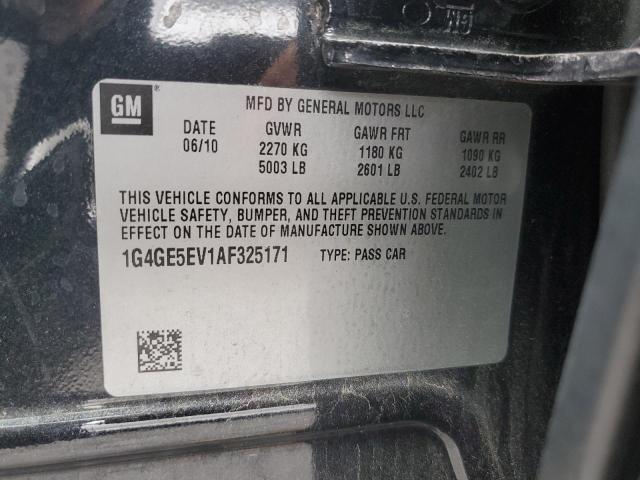 GM
MFD BY GENERAL MOTORS LLC
DATE GVWR GAWR FRT GAWR RR
06/10 2270 KG 1180 KG 1090 KG
5003 LB 2601 LB 2402 LB
THIS VEHICLE CONFORMS TO ALL APPLICABLE U.S. FEDERAL MOTOR
VEHICLE SAFETY, BUMPER, AND THEFT PREVENTION STANDARDS IN
EFFECT ON THE DATE OF MANUFACTURE SHOWN ABOVE.
1G4GE5EV1AF325171 TYPE: PASS CAR